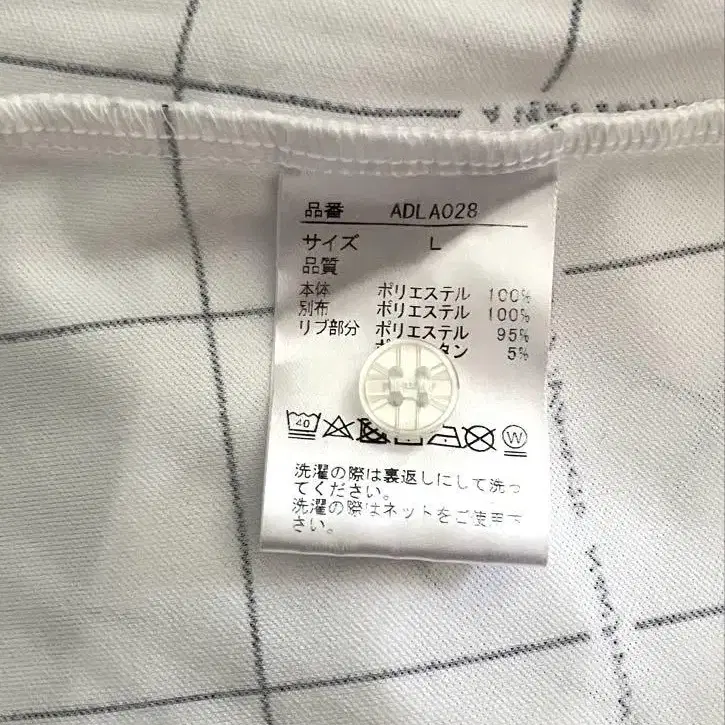 品番 ADLA028
サイズ L
品質
本体 ポリエステル 100%
別布 ポリエステル 100%
リブ部分 ポリエステル 95%
5%
40
W
洗濯の際は裏返しにして洗っ
てください。
洗濯の際はネットをご使用下
さい。